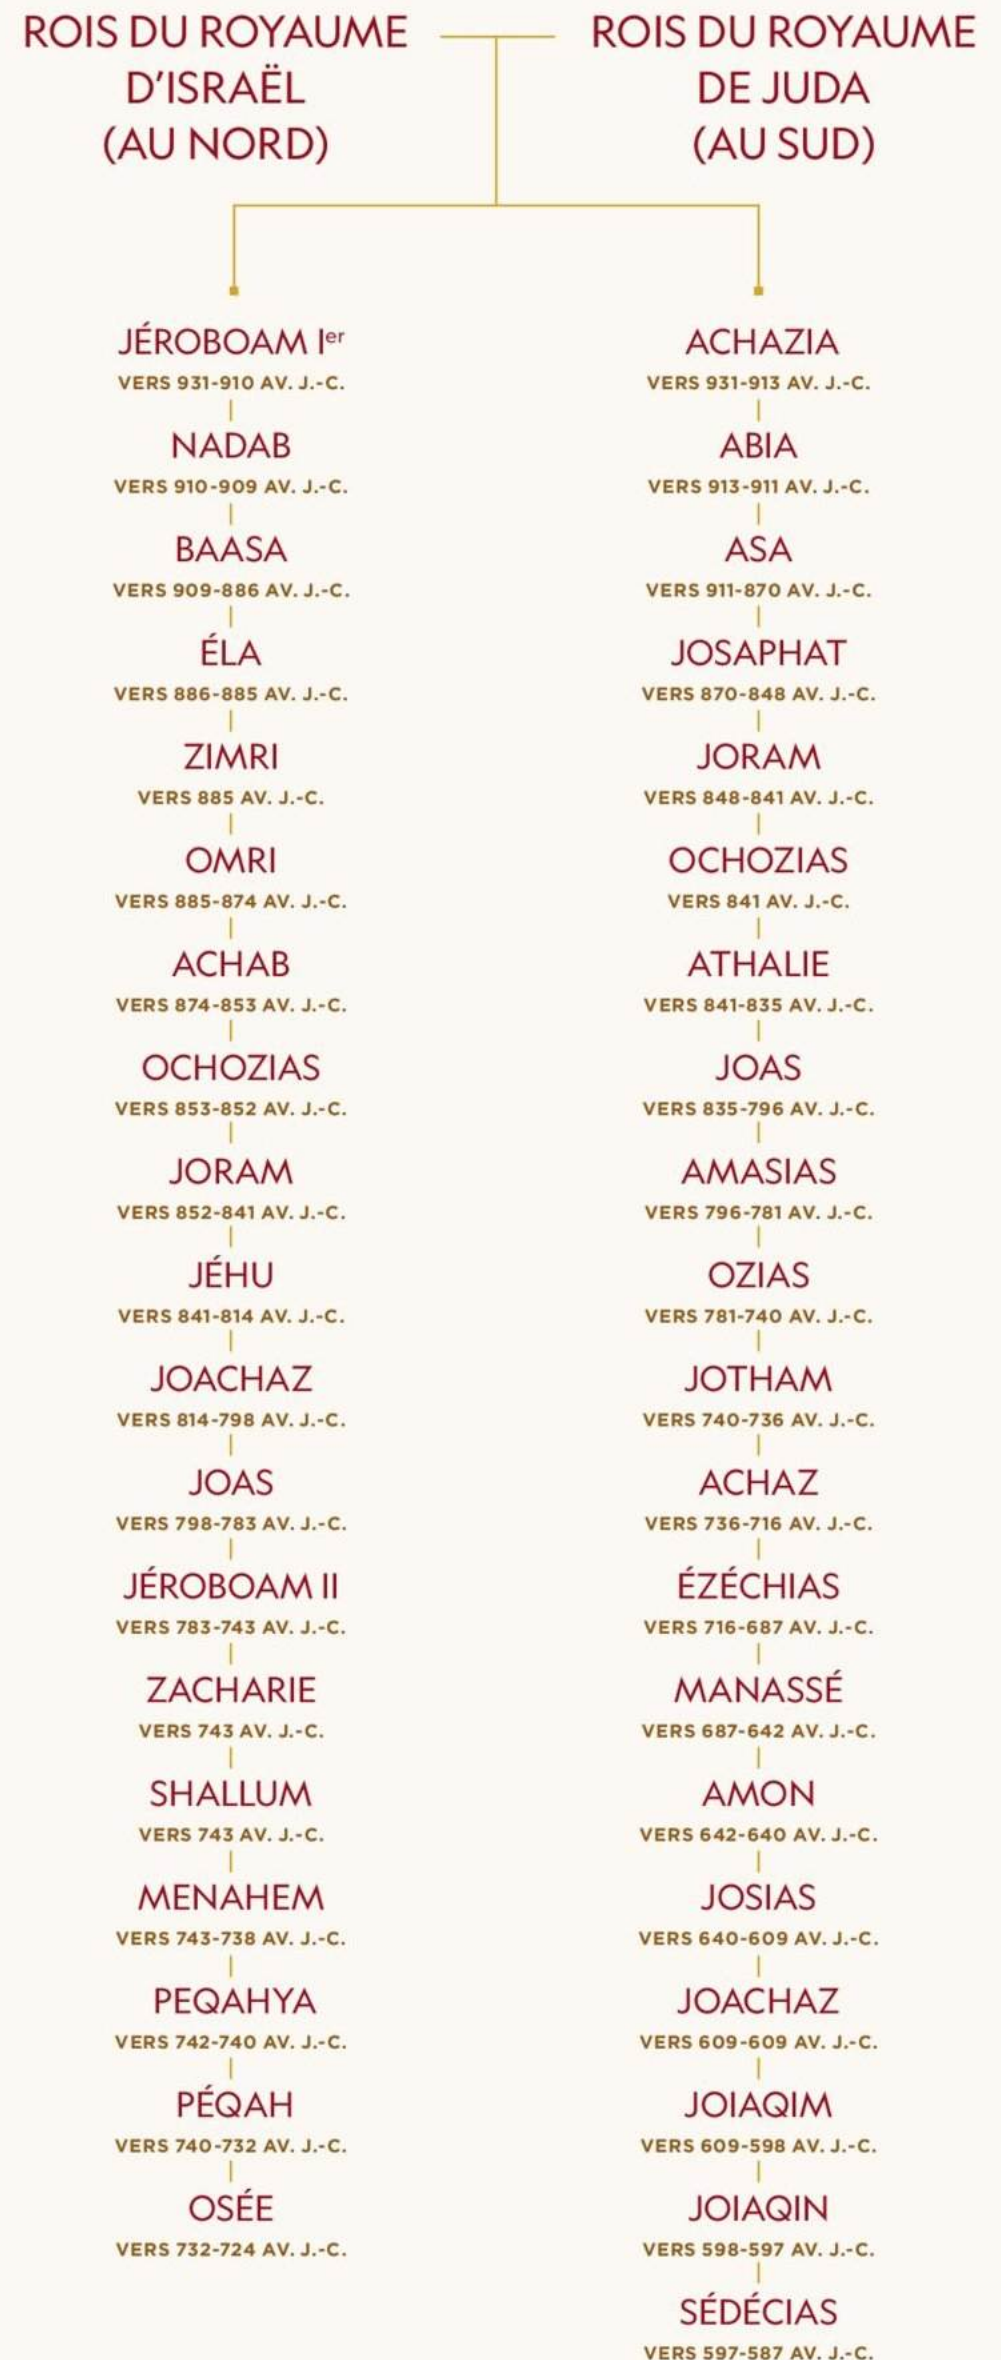 ROIS DU ROYAUME
D'ISRAËL
(AU NORD)
ROIS DU ROYAUME
DE JUDA
(AU SUD)
JÉROBOAM Ier
VERS 931-910 AV. J.-C.
NADAB
VERS 910-909 AV. J.-C.
BAASA
VERS 909-886 AV. J.-C.
ÉLA
VERS 886-885 AV. J.-C.
ZIMRI
VERS 885 AV. J.-C.
OMRI
VERS 885-874 AV. J.-C.
ACHAB
VERS 874-853 AV. J.-C.
OCHOZIAS
VERS 853-852 AV. J.-C.
JORAM
VERS 852-841 AV. J.-C.
JÉHU
VERS 841-814 AV. J.-C.
JOACHAZ
VERS 814-798 AV. J.-C.
JOAS
VERS 798-783 AV. J.-C.
JÉROBOAM II
VERS 783-743 AV. J.-C.
ZACHARIE
VERS 743 AV. J.-C.
SHALLUM
VERS 743 AV. J.-C.
MENAHEM
VERS 743-738 AV. J.-C.
PEQAHYA
VERS 742-740 AV. J.-C.
PÉQAH
VERS 740-732 AV. J.-C.
OSÉE
VERS 732-724 AV. J.-C.
ACHAZIA
VERS 931-913 AV. J.-C.
ABIA
VERS 913-911 AV. J.-C.
ASA
VERS 911-870 AV. J.-C.
JOSAPHAT
VERS 870-848 AV. J.-C.
JORAM
VERS 848-841 AV. J.-C.
OCHOZIAS
VERS 841 AV. J.-C.
ATHALIE
VERS 841-835 AV. J.-C.
JOAS
VERS 835-796 AV. J.-C.
AMASIAS
VERS 796-781 AV. J.-C.
OZIAS
VERS 781-740 AV. J.-C.
JOTHAM
VERS 740-736 AV. J.-C.
ACHAZ
VERS 736-716 AV. J.-C.
ÉZÉCHIAS
VERS 716-687 AV. J.-C.
MANASSÉ
VERS 687-642 AV. J.-C.
AMON
VERS 642-640 AV. J.-C.
JOSIAS
VERS 640-609 AV. J.-C.
JOACHAZ
VERS 609-609 AV. J.-C.
JOIAQIM
VERS 609-598 AV. J.-C.
JOIAQIN
VERS 598-597 AV. J.-C.
SÉDÉCIAS
VERS 597-587 AV. J.-C.